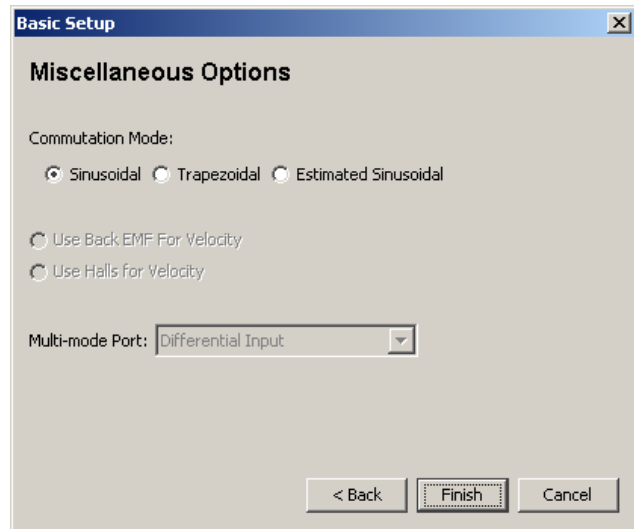 Basic Setup
Miscellaneous Options
Commutation Mode:
Sinusoidal Trapezoidal Estimated Sinusoidal
Use Back EMF For Velocity
Use Halls for Velocity
Multi-mode Port: Differential Input
< Back Finish Cancel